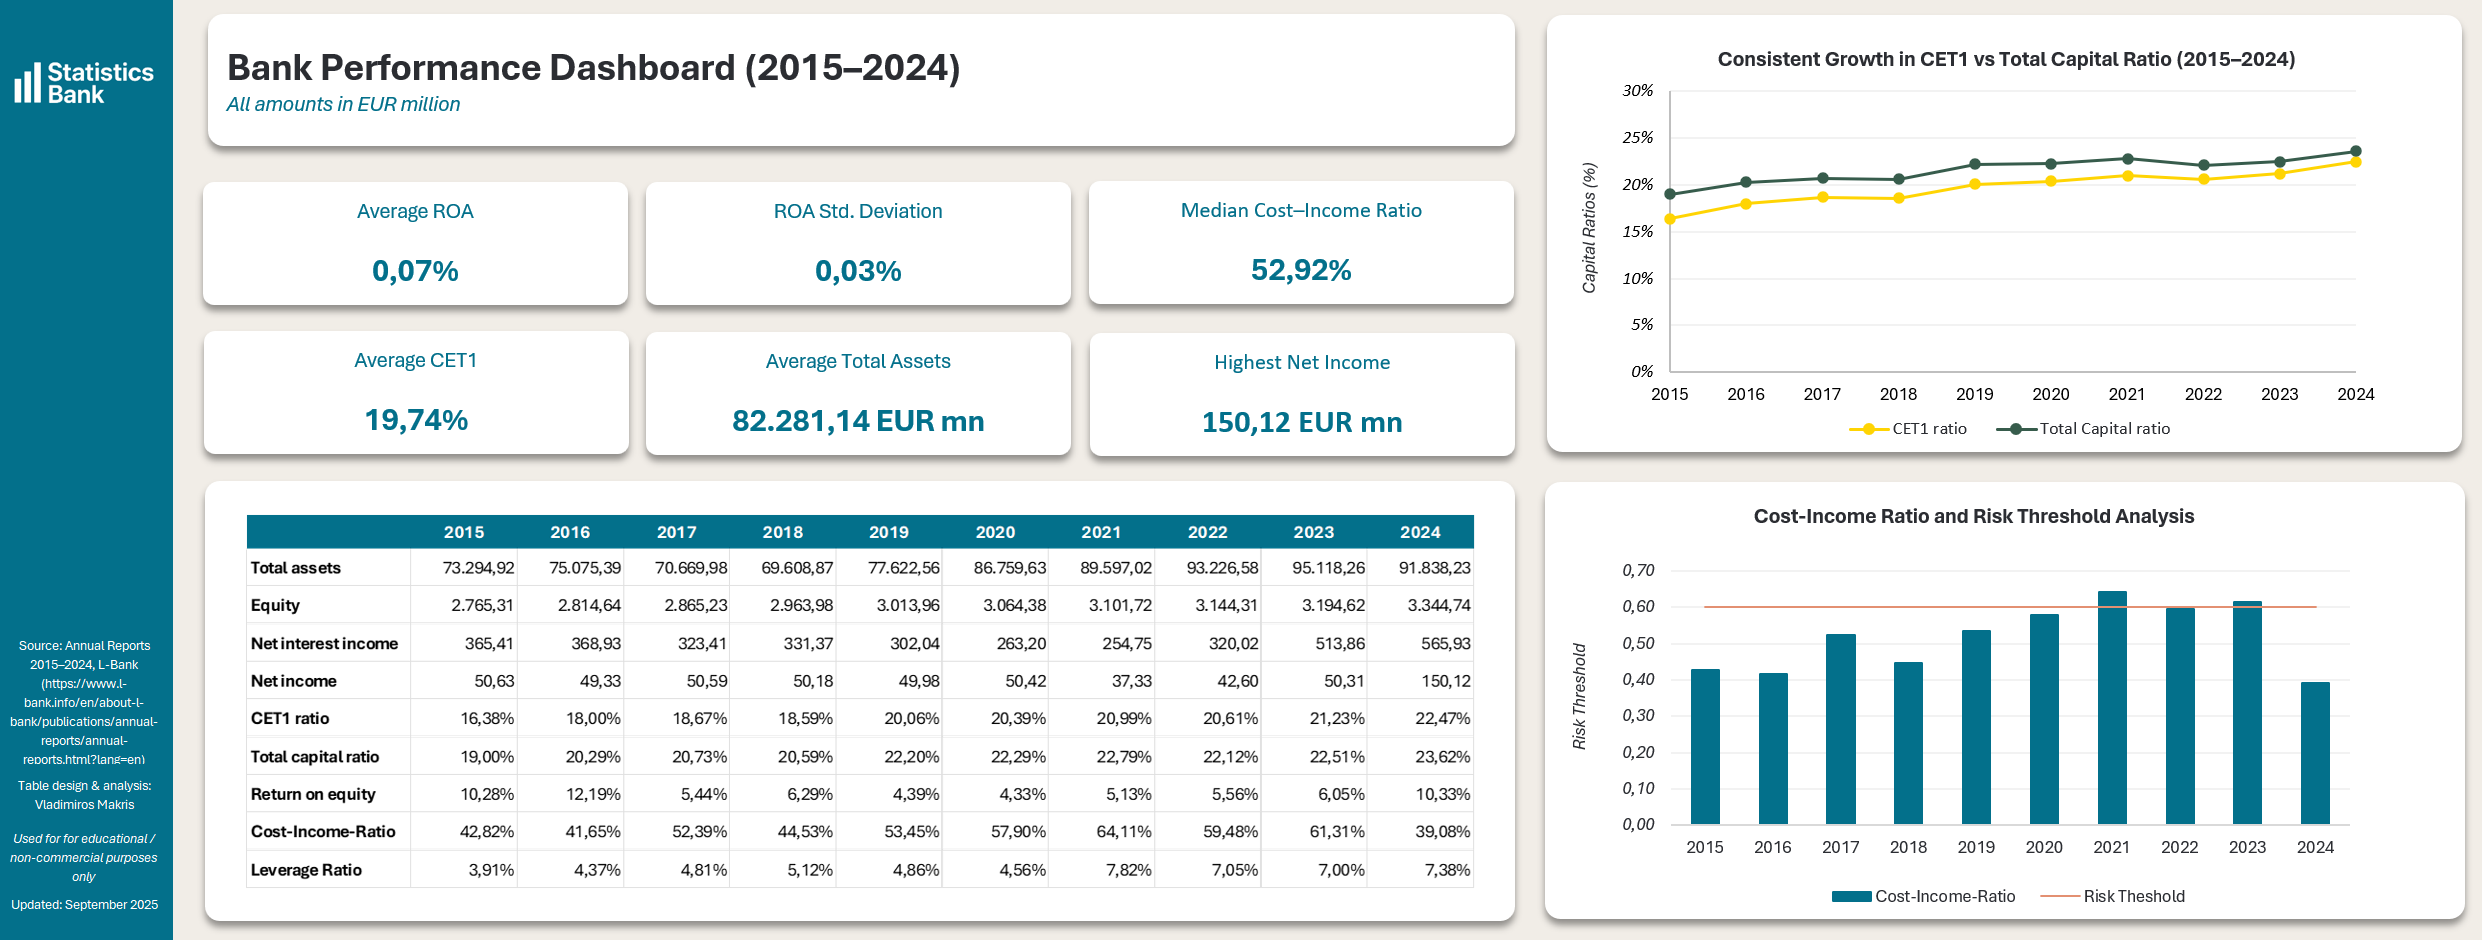 Statistics
Bank
Source: Annual Reports
2015–2024, L-Bank
(https://www.l-
bank.info/en/about-l-
bank/publications/annual-
reports/annual-
reports.html?lang=en)
Table design & analysis:
Vladimiros Makris
Used for for educational /
non-commercial purposes
only
Updated: September 2025
Bank Performance Dashboard (2015–2024)
All amounts in EUR million
Average ROA
0,07%
ROA Std. Deviation
0,03%
Median Cost–Income Ratio
52,92%
Average CET1
19,74%
Average Total Assets
82.281,14 EUR mn
Highest Net Income
150,12 EUR mn
2015 2016 2017 2018 2019 2020 2021 2022 2023 2024
Total assets 73.294,92 75.075,39 70.669,98 69.608,87 77.622,56 86.759,63 89.597,02 93.226,58 95.118,26 91.838,23
Equity 2.765,31 2.814,64 2.865,23 2.963,98 3.013,96 3.064,38 3.101,72 3.144,31 3.194,62 3.344,74
Net interest income 365,41 368,93 323,41 331,37 302,04 263,20 254,75 320,02 513,86 565,93
Net income 50,63 49,33 50,59 50,18 49,98 50,42 37,33 42,60 50,31 150,12
CET1 ratio 16,38% 18,00% 18,67% 18,59% 20,06% 20,39% 20,99% 20,61% 21,23% 22,47%
Total capital ratio 19,00% 20,29% 20,73% 20,59% 22,20% 22,29% 22,79% 22,12% 22,51% 23,62%
Return on equity 10,28% 12,19% 5,44% 6,29% 4,39% 4,33% 5,13% 5,56% 6,05% 10,33%
Cost-Income-Ratio 42,82% 41,65% 52,39% 44,53% 53,45% 57,90% 64,11% 59,48% 61,31% 39,08%
Leverage Ratio 3,91% 4,37% 4,81% 5,12% 4,86% 4,56% 7,82% 7,05% 7,00% 7,38%
Consistent Growth in CET1 vs Total Capital Ratio (2015–2024)
Capital Ratios (%)
30%
25%
20%
15%
10%
5%
0%
2015 2016 2017 2018 2019 2020 2021 2022 2023 2024
CET1 ratio Total Capital ratio
Cost-Income Ratio and Risk Threshold Analysis
Risk Threshold
0,70
0,60
0,50
0,40
0,30
0,20
0,10
0,00
2015 2016 2017 2018 2019 2020 2021 2022 2023 2024
Cost-Income-Ratio Risk Theshold